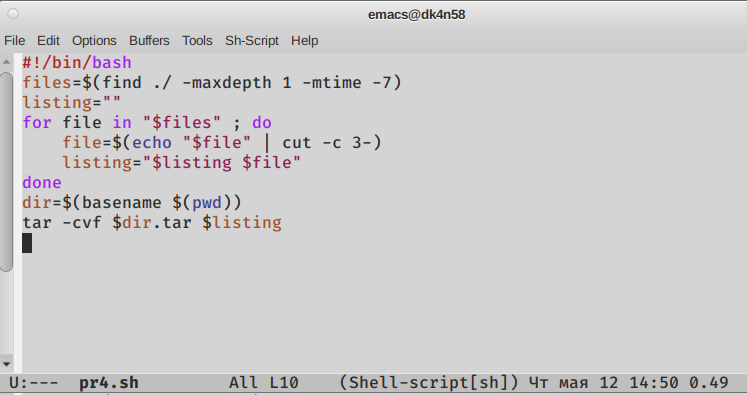 emacs@dk4n58
File Edit Options Buffers Tools Sh-Script Help
#!/bin/bash
files=$(find ./ -maxdepth 1 -mtime -7)
listing=""
for file in "$files" ; do
    file=$(echo "$file" | cut -c 3-)
    listing="$listing $file"
done
dir=$(basename $(pwd))
tar -cvf $dir.tar $listing
U:--- pr4.sh All L10 (Shell-script[sh]) Чт мая 12 14:50 0.49